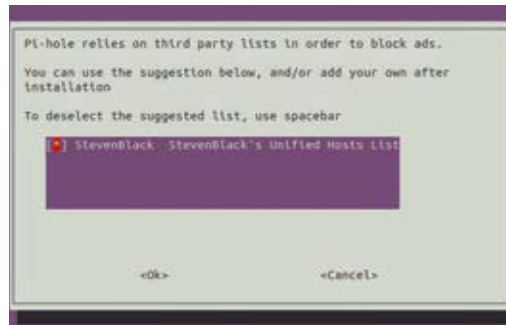 Pi-hole relies on third party lists in order to block ads.
You can use the suggestion below, and/or add your own after
installation
To deselect the suggested list, use spacebar
[*] StevenBlack StevenBlack's Unified Hosts List
<Ok> <Cancel>